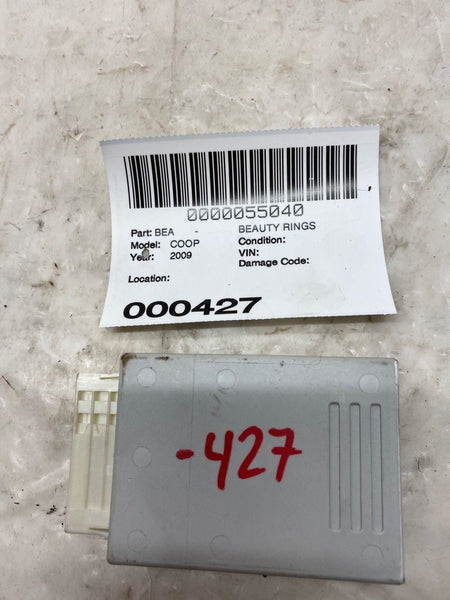 0000055040
Part: BEA - BEAUTY RINGS
Model: COOP Condition:
Year: 2009 VIN:
Damage Code:
Location:
000427
-427